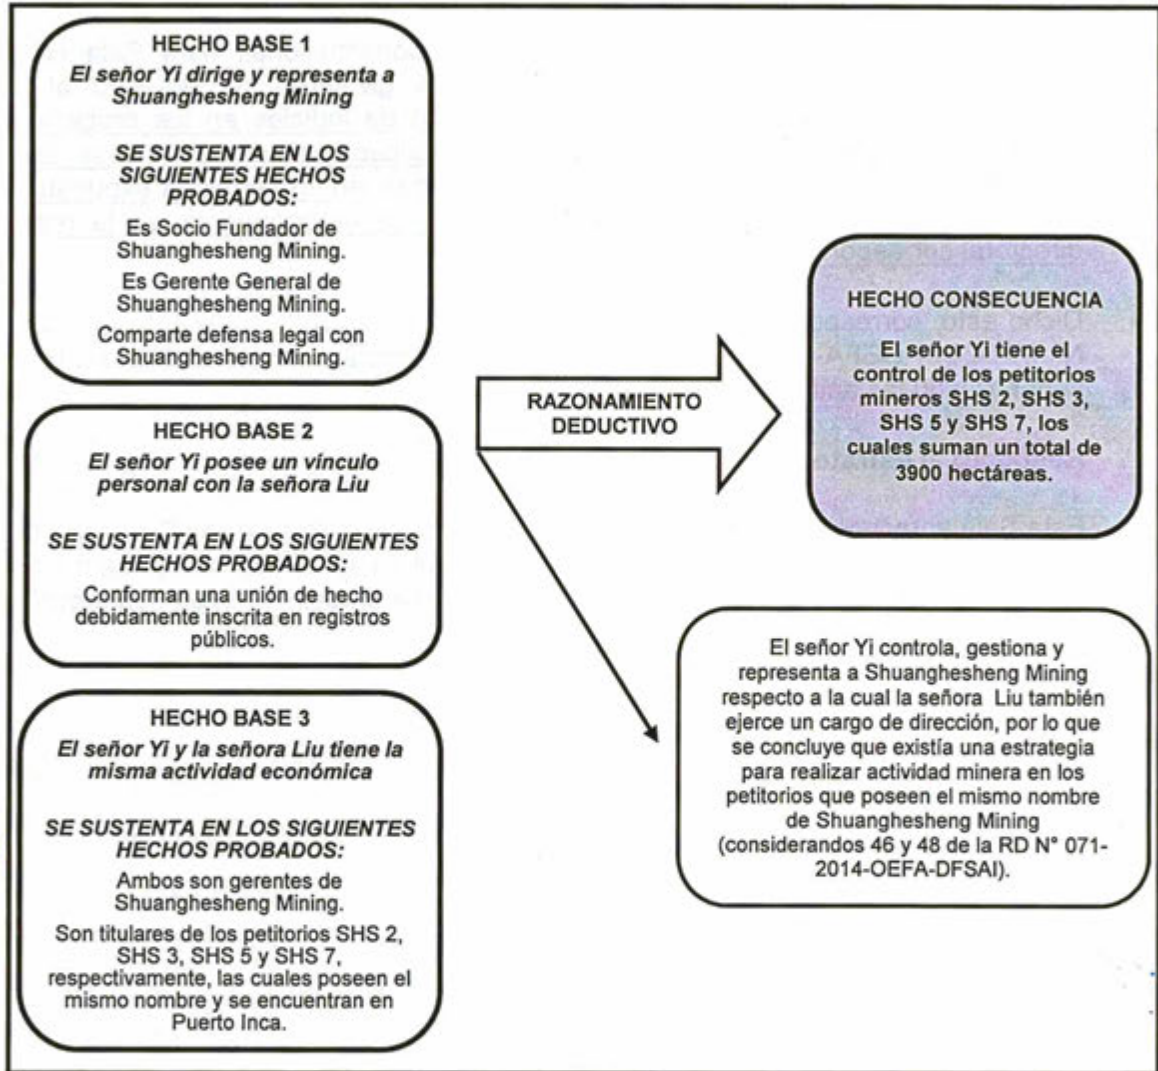 HECHO BASE 1
El señor Yi dirige y representa a
Shuanghesheng Mining
SE SUSTENTA EN LOS
SIGUIENTES HECHOS
PROBADOS:
Es Socio Fundador de
Shuanghesheng Mining.
Es Gerente General de
Shuanghesheng Mining.
Comparte defensa legal con
Shuanghesheng Mining.
HECHO BASE 2
El señor Yi posee un vínculo
personal con la señora Liu
SE SUSTENTA EN LOS SIGUIENTES
HECHOS PROBADOS:
Conforman una unión de hecho
debidamente inscrita en registros
públicos.
HECHO BASE 3
El señor Yi y la señora Liu tiene la
misma actividad económica
SE SUSTENTA EN LOS SIGUIENTES
HECHOS PROBADOS:
Ambos son gerentes de
Shuanghesheng Mining.
Son titulares de los petitorios SHS 2,
SHS 3, SHS 5 y SHS 7,
respectivamente, las cuales poseen el
mismo nombre y se encuentran en
Puerto Inca.
RAZONAMIENTO
DEDUCTIVO
HECHO CONSECUENCIA
El señor Yi tiene el
control de los petitorios
mineros SHS 2, SHS 3,
SHS 5 y SHS 7, los
cuales suman un total de
3900 hectáreas.
El señor Yi controla, gestiona y
representa a Shuanghesheng Mining
respecto a la cual la señora Liu también
ejerce un cargo de dirección, por lo que
se concluye que existía una estrategia
para realizar actividad minera en los
petitorios que poseen el mismo nombre
de Shuanghesheng Mining
(considerandos 46 y 48 de la RD N° 071-
2014-OEFA-DFSAI).